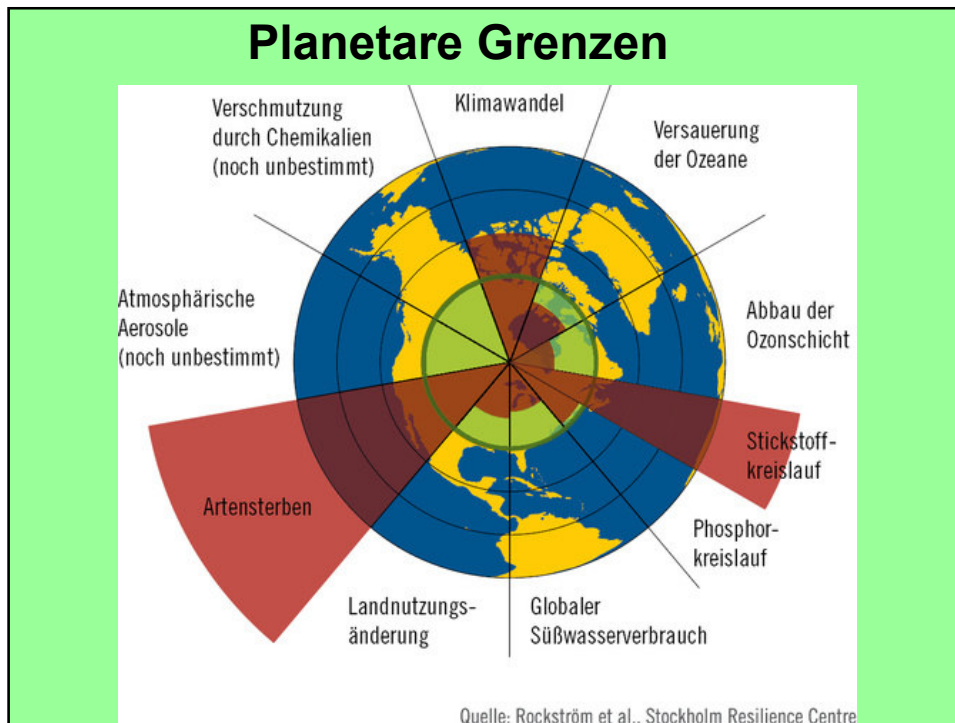 Planetare Grenzen
Klimawandel
Verschmutzung
durch Chemikalien
(noch unbestimmt)
Versauerung
der Ozeane
Atmosphärische
Aerosole
(noch unbestimmt)
Abbau der
Ozonschicht
Stickstoff-
kreislauf
Artensterben
Phosphor-
kreislauf
Landnutzungs-
änderung
Globaler
Süßwasserverbrauch
Quelle: Rockström et al., Stockholm Resilience Centre